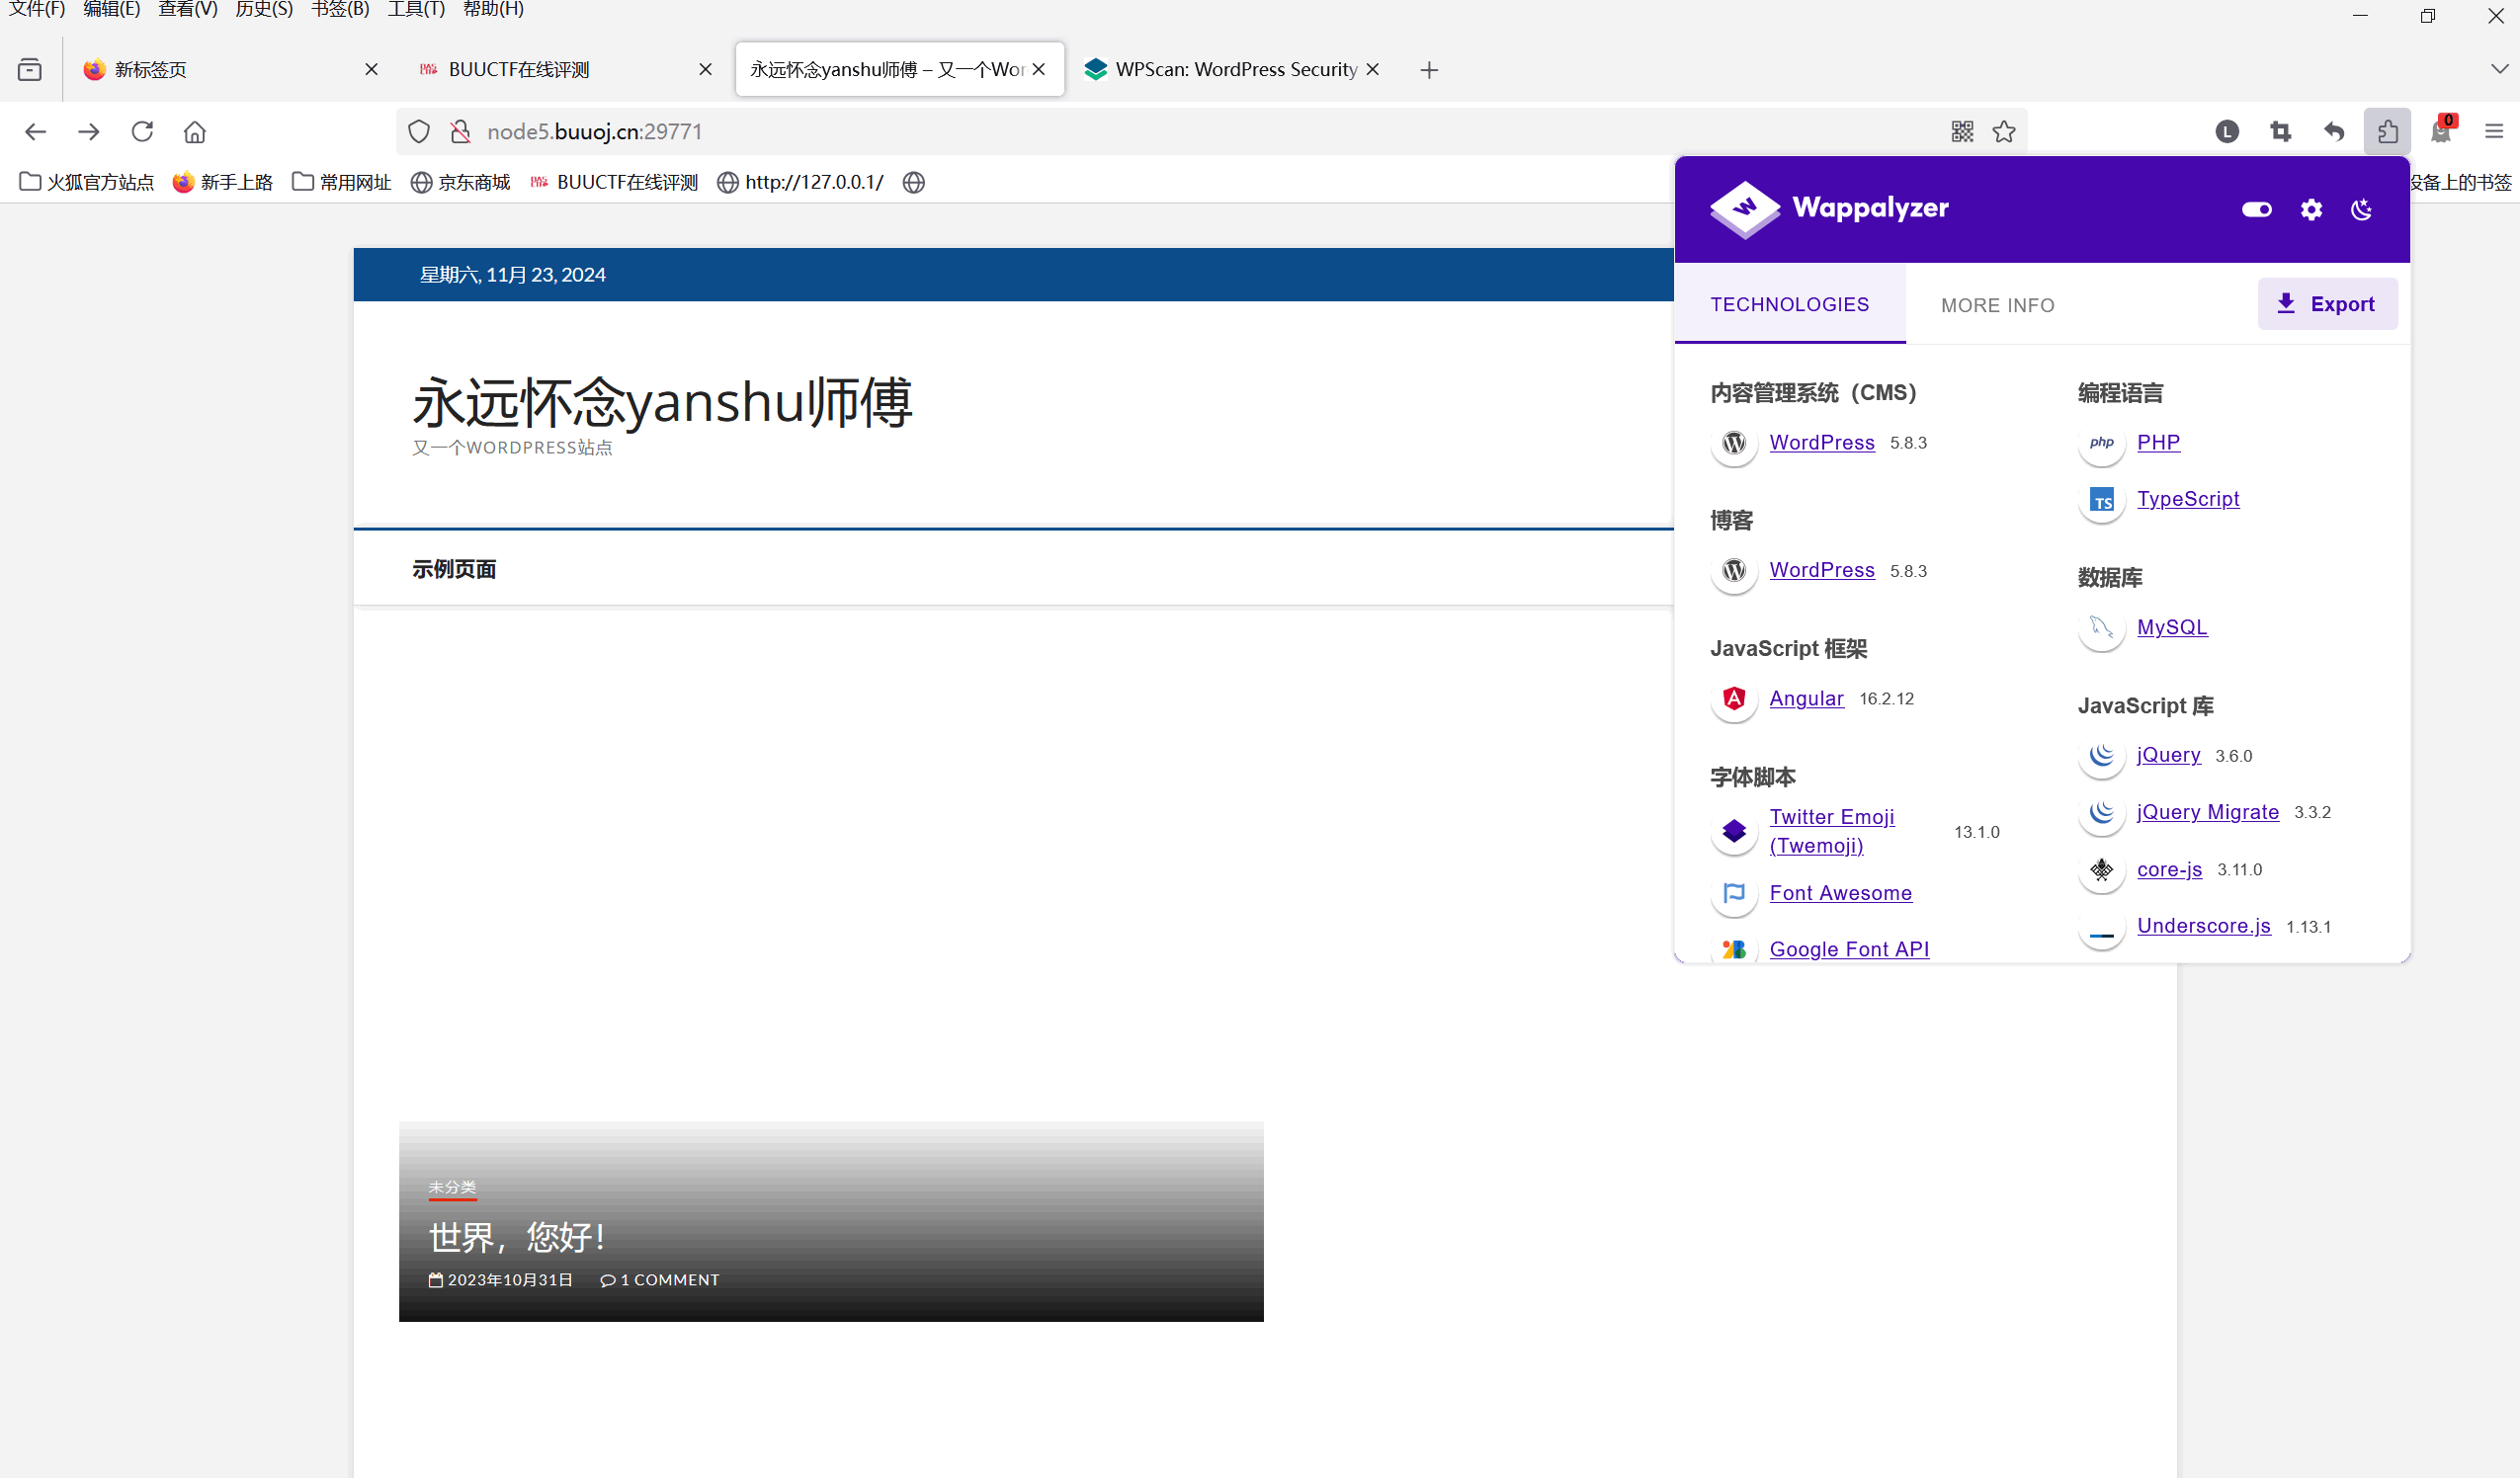 文件(F) 编辑(E) 查看(V) 历史(S) 书签(B) 工具(T) 帮助(H)
新标签页 BUUCTF在线评测 永远怀念yanshu师傅 – 又一个Wor WPScan: WordPress Security
node5.buuoj.cn:29771
L
0
火狐官方站点 新手上路 常用网址 京东商城 BUUCTF在线评测 http://127.0.0.1/ 设备上的书签
星期六, 11月 23, 2024
永远怀念yanshu师傅
又一个WORDPRESS站点
示例页面
未分类
世界，您好！
2023年10月31日 1 COMMENT
Wappalyzer
TECHNOLOGIES MORE INFO Export
内容管理系统（CMS）
WordPress 5.8.3
博客
WordPress 5.8.3
JavaScript 框架
Angular 16.2.12
字体脚本
Twitter Emoji
(Twemoji) 13.1.0
Font Awesome
Google Font API
编程语言
php PHP
TS TypeScript
数据库
MySQL
JavaScript 库
jQuery 3.6.0
jQuery Migrate 3.3.2
core-js 3.11.0
Underscore.js 1.13.1